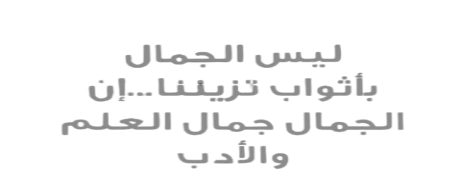 ليس الجمال
بأثواب تزيننا...إن
الجمال جمال العلم
والأدب